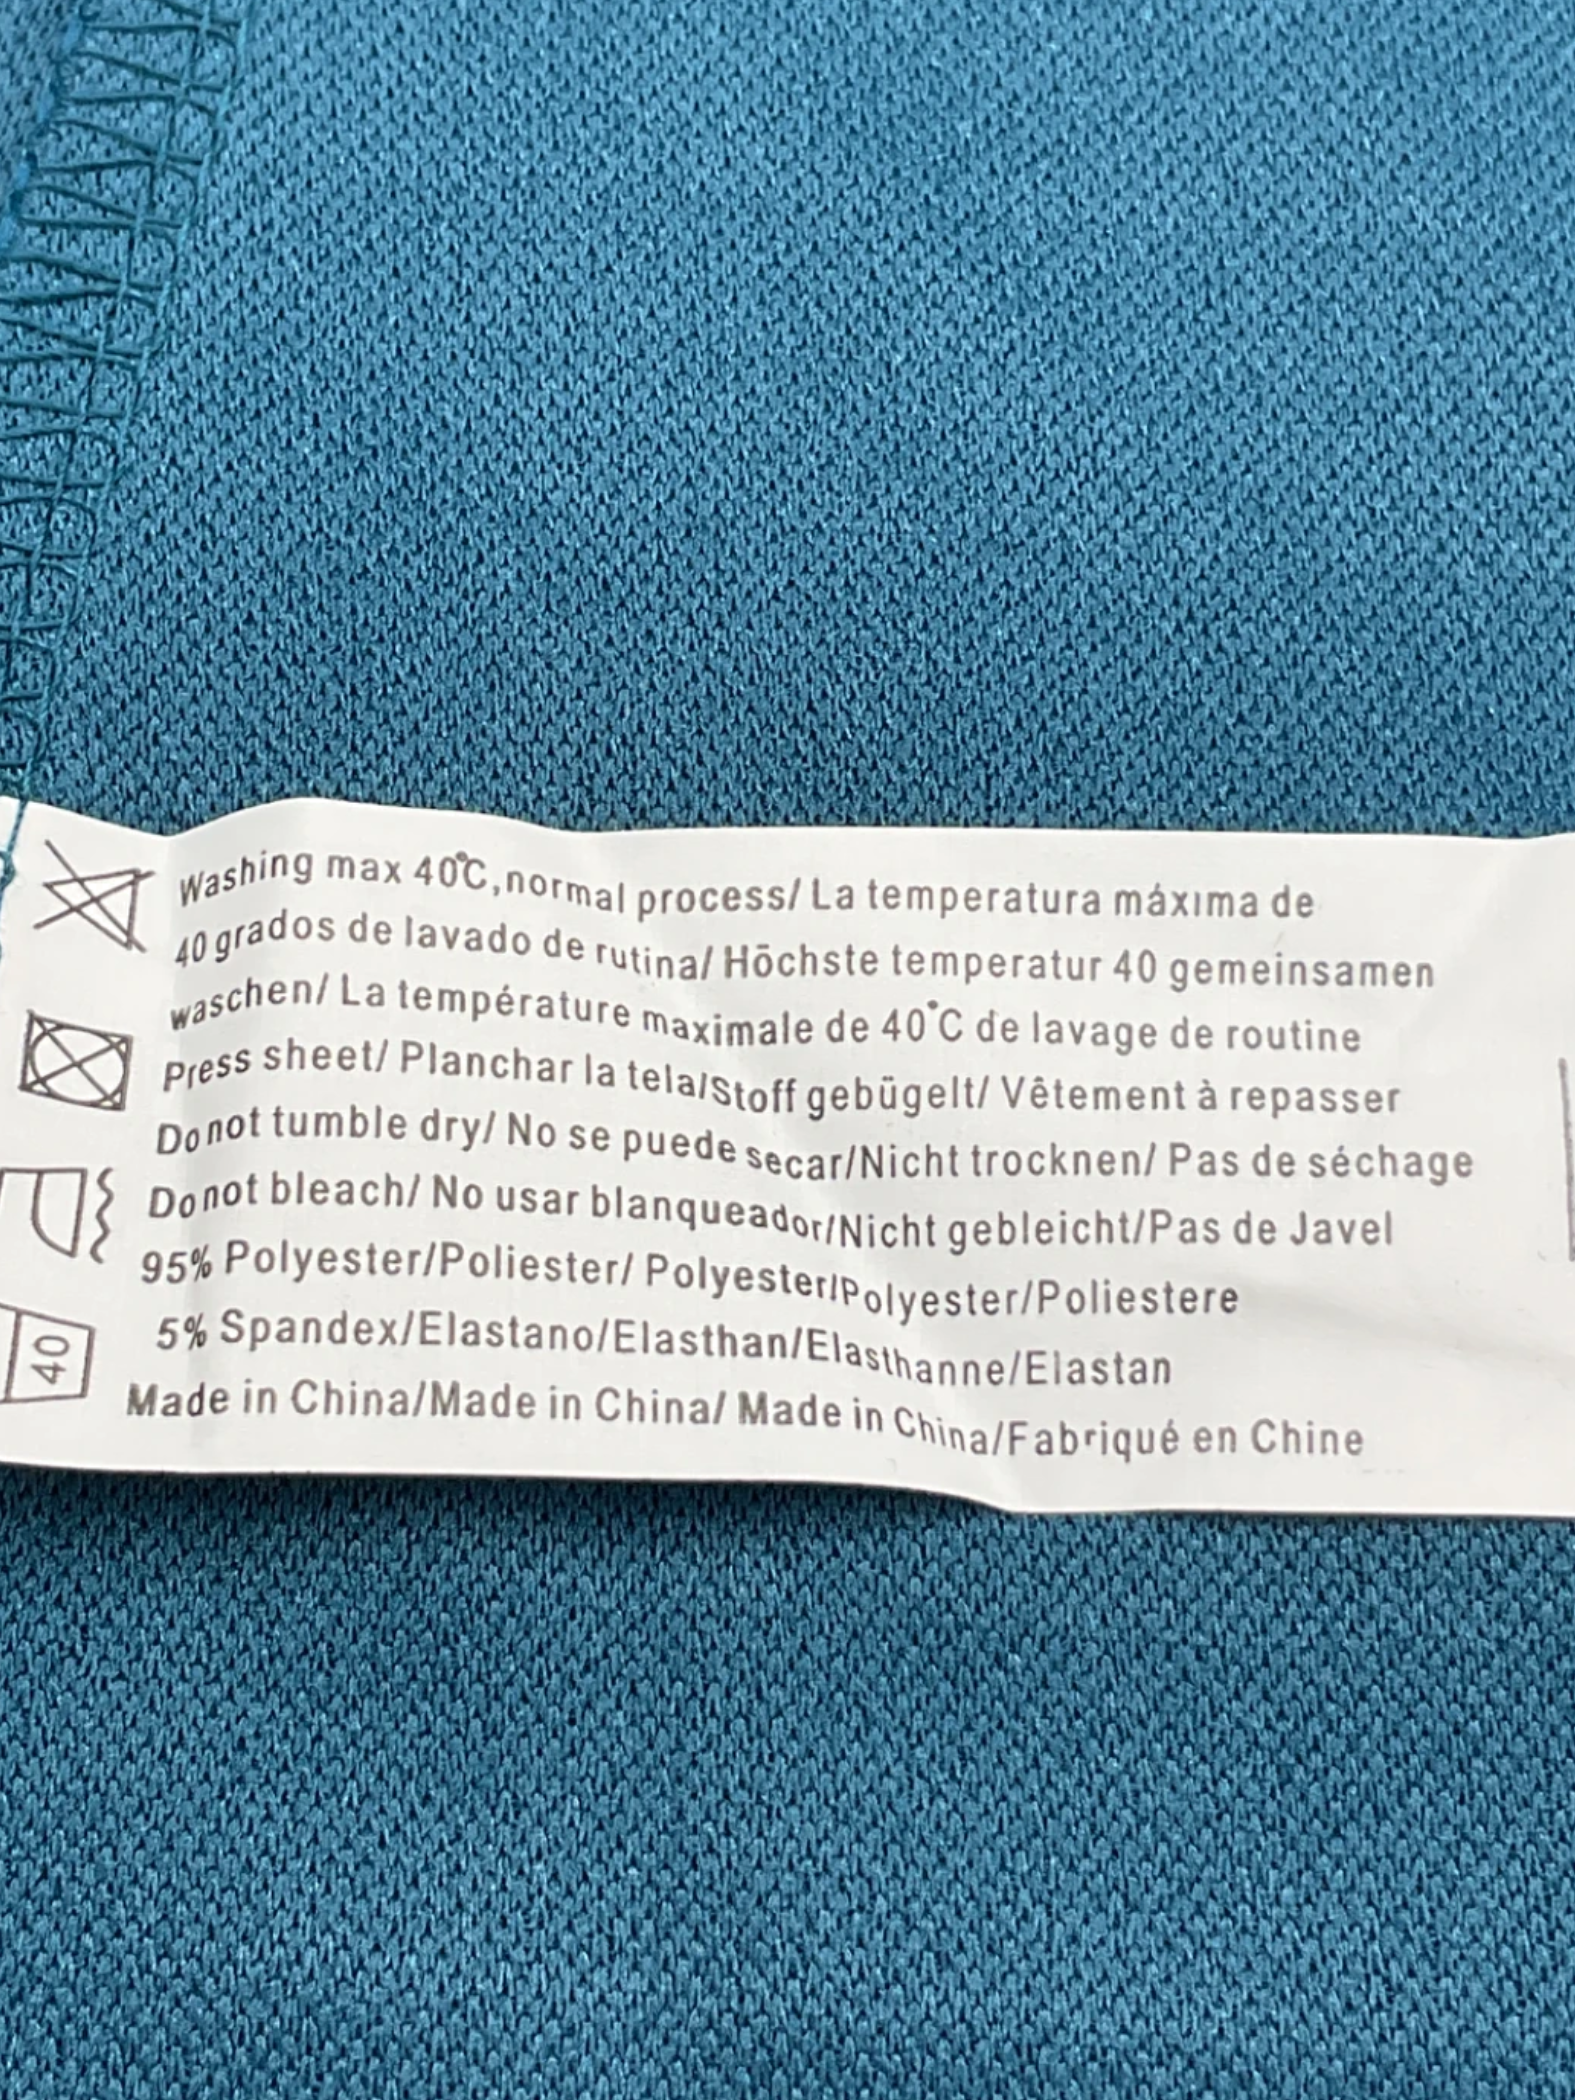 Washing max 40℃,normal process/ La temperatura máxima de
40 grados de lavado de rutina/ Höchste temperatur 40 gemeinsamen
waschen/ La température maximale de 40°C de lavage de routine
Press sheet/ Planchar la tela/Stoff gebügelt/ Vêtement à repasser
Do not tumble dry/ No se puede secar/Nicht trocknen/ Pas de séchage
Do not bleach/ No usar blanqueador/Nicht gebleicht/Pas de Javel
95% Polyester/Poliester/ Polyester/Polyester/Poliestere
5% Spandex/Elastano/Elasthan/Elasthanne/Elastan
Made in China/Made in China/ Made in China/Fabriqué en Chine
40